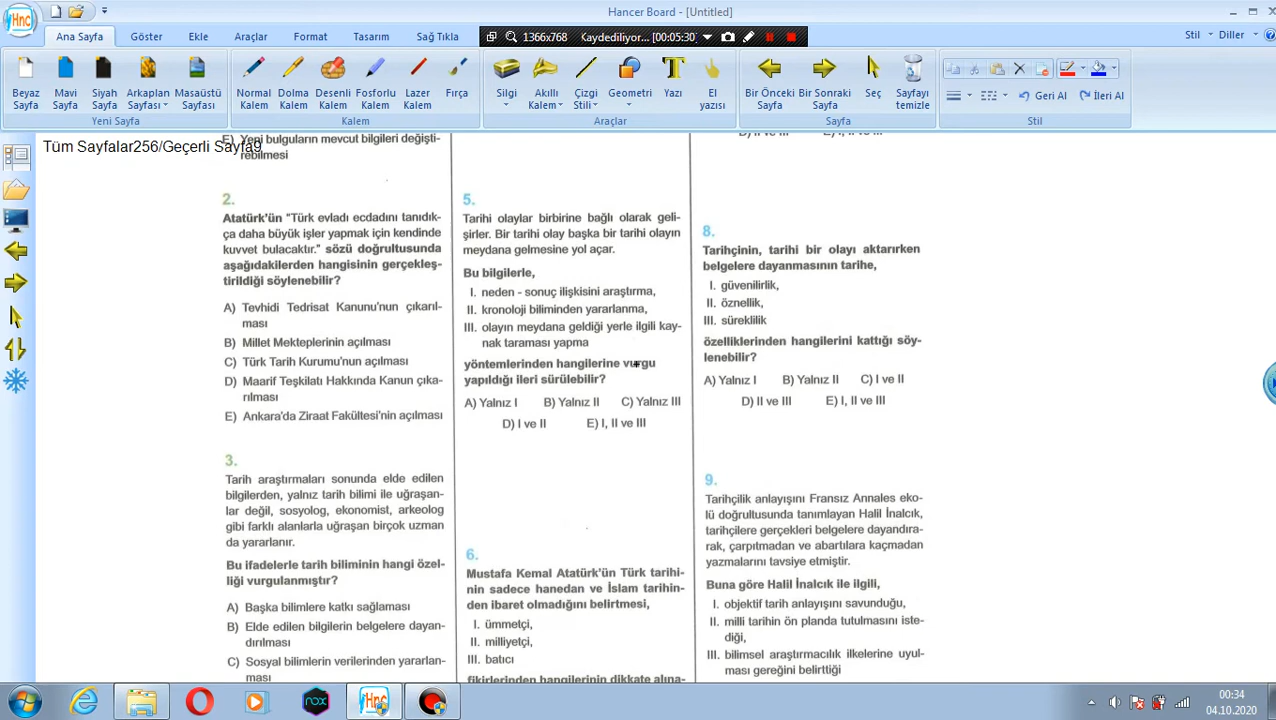 Hancer Board - [Untitled]
Ana Sayfa
Göster
Ekle
Araçlar
Format
Tasarım
Sağ Tıkla
1366x768
Kaydediliyor... [00:05:30]
Stil
Diller
Beyaz Sayfa
Mavi Sayfa
Siyah Sayfa
Arkaplan Sayfası
Masaüstü Sayfası
Yeni Sayfa
Normal Kalem
Dolma Kalem
Desenli Kalem
Fosforlu Kalem
Lazer Kalem
Fırça
Kalem
Silgi
Akıllı Kalem
Çizgi Stili
Geometri
Yazı
El yazısı
Araçlar
Bir Önceki Sayfa
Bir Sonraki Sayfa
Seç
Sayfayı temizle
Sayfa
Geri Al
İleri Al
Stil
Tüm Sayfalar256/Geçerli Sayfa9
E) Yeni bulguların mevcut bilgileri değişti-
rebilmesi
2.
Atatürk'ün "Türk evladı ecdadını tanıdık-
ça daha büyük işler yapmak için kendinde
kuvvet bulacaktır." sözü doğrultusunda
aşağıdakilerden hangisinin gerçekleş-
tirildiği söylenebilir?
A) Tevhidi Tedrisat Kanunu'nun çıkarıl-
ması
B) Millet Mekteplerinin açılması
C) Türk Tarih Kurumu'nun açılması
D) Maarif Teşkilatı Hakkında Kanun çıka-
rılması
E) Ankara'da Ziraat Fakültesi'nin açılması
3.
Tarih araştırmaları sonunda elde edilen
bilgilerden, yalnız tarih bilimi ile uğraşan-
lar değil, sosyolog, ekonomist, arkeolog
gibi farklı alanlarla uğraşan birçok uzman
da yararlanır.
Bu ifadelerle tarih biliminin hangi özel-
liği vurgulanmıştır?
A) Başka bilimlere katkı sağlaması
B) Elde edilen bilgilerin belgelere dayan-
dırılması
C) Sosyal bilimlerin verilerinden yararlan-
ması
5.
Tarihi olaylar birbirine bağlı olarak geli-
şirler. Bir tarihi olay başka bir tarihi olayın
meydana gelmesine yol açar.
Bu bilgilerle,
I. neden - sonuç ilişkisini araştırma,
II. kronoloji biliminden yararlanma,
III. olayın meydana geldiği yerle ilgili kay-
nak taraması yapma
yöntemlerinden hangilerine vurgu
yapıldığı ileri sürülebilir?
A) Yalnız I B) Yalnız II C) Yalnız III
D) I ve II E) I, II ve III
6.
Mustafa Kemal Atatürk'ün Türk tarihi-
nin sadece hanedan ve İslam tarihin-
den ibaret olmadığını belirtmesi,
I. ümmetçi,
II. milliyetçi,
III. batıcı
fikirlerinden hangilerinin dikkate alına-
D) II ve III E) I, II ve III
8.
Tarihçinin, tarihi bir olayı aktarırken
belgelere dayanmasının tarihe,
I. güvenilirlik,
II. öznellik,
III. süreklilik
özelliklerinden hangilerini kattığı söy-
lenebilir?
A) Yalnız I B) Yalnız II C) I ve II
D) II ve III E) I, II ve III
9.
Tarihçilik anlayışını Fransız Annales eko-
lü doğrultusunda tanımlayan Halil İnalcık,
tarihçilere gerçekleri belgelere dayandıra-
rak, çarpıtmadan ve abartılara kaçmadan
yazmalarını tavsiye etmiştir.
Buna göre Halil İnalcık ile ilgili,
I. objektif tarih anlayışını savunduğu,
II. milli tarihin ön planda tutulmasını iste-
diği,
III. bilimsel araştırmacılık ilkelerine uyul-
ması gereğini belirttiği
00:34
04.10.2020